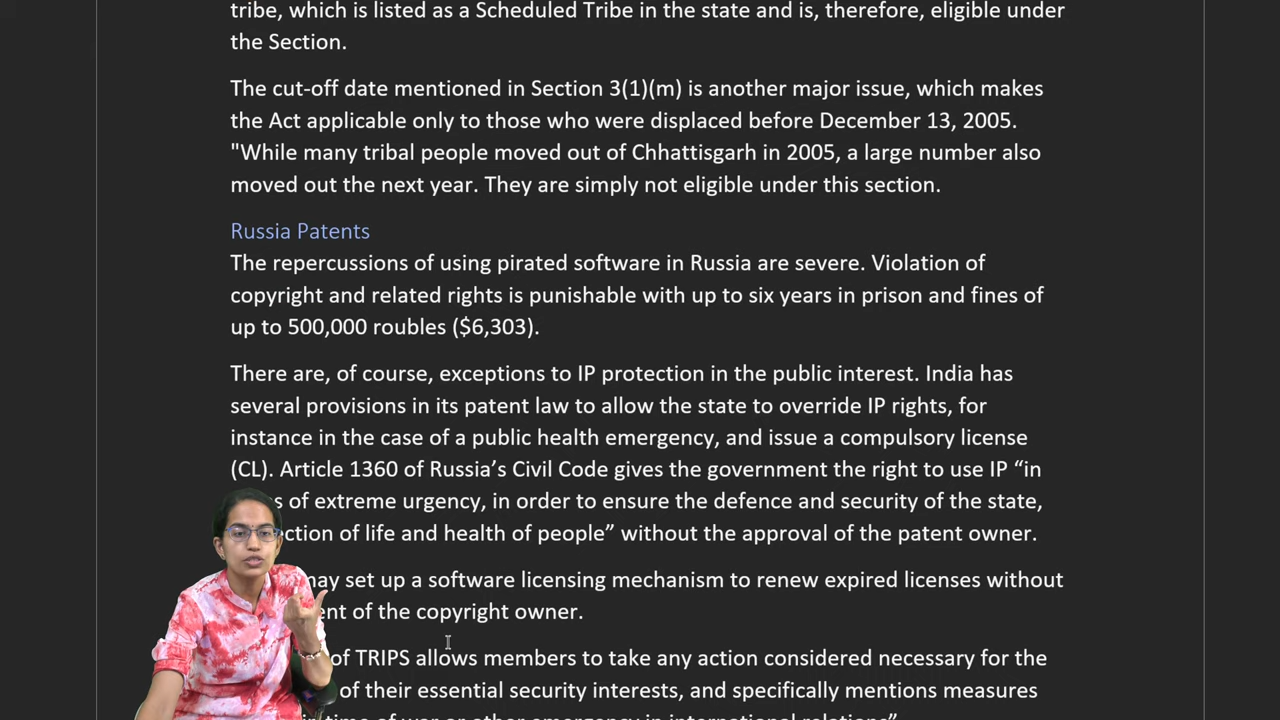 tribe, which is listed as a Scheduled Tribe in the state and is, therefore, eligible under
the Section.
The cut-off date mentioned in Section 3(1)(m) is another major issue, which makes
the Act applicable only to those who were displaced before December 13, 2005.
"While many tribal people moved out of Chhattisgarh in 2005, a large number also
moved out the next year. They are simply not eligible under this section.
Russia Patents
The repercussions of using pirated software in Russia are severe. Violation of
copyright and related rights is punishable with up to six years in prison and fines of
up to 500,000 roubles ($6,303).
There are, of course, exceptions to IP protection in the public interest. India has
several provisions in its patent law to allow the state to override IP rights, for
instance in the case of a public health emergency, and issue a compulsory license
(CL). Article 1360 of Russia’s Civil Code gives the government the right to use IP “in
of extreme urgency, in order to ensure the defence and security of the state,
of life and health of people” without the approval of the patent owner.
may set up a software licensing mechanism to renew expired licenses without
of the copyright owner.
of TRIPS allows members to take any action considered necessary for the
of their essential security interests, and specifically mentions measures
in time of war or other emergency in international relations”